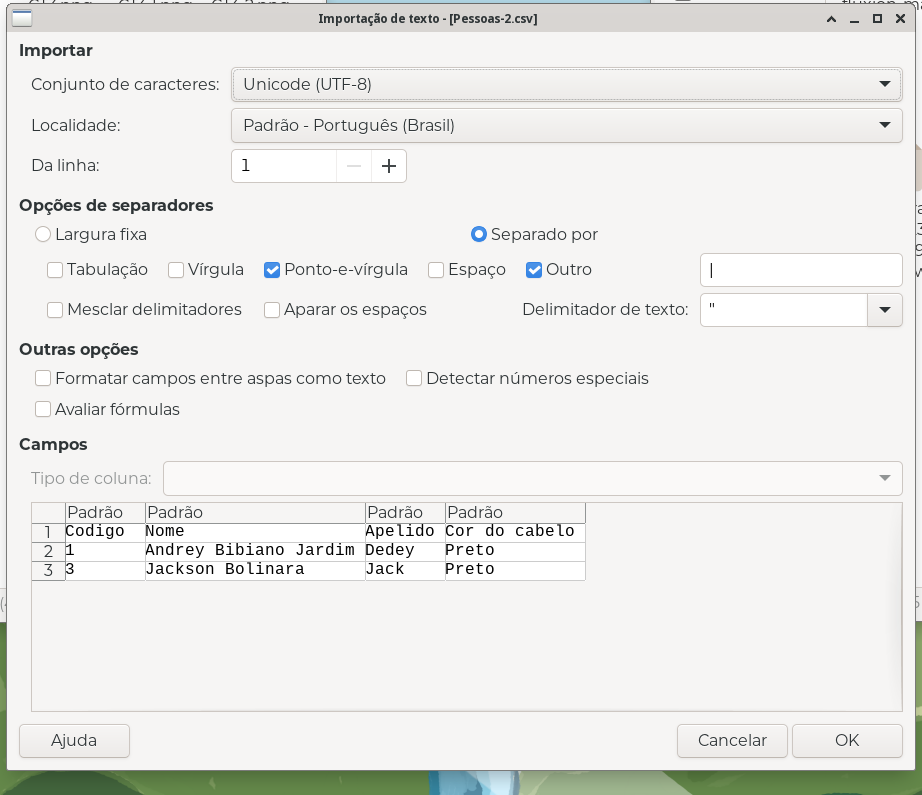 Importação de texto - [Pessoas-2.csv]
Importar
Conjunto de caracteres: Unicode (UTF-8)
Localidade: Padrão - Português (Brasil)
Da linha: 1
Opções de separadores
Largura fixa Separado por
Tabulação Vírgula Ponto-e-vírgula Espaço Outro |
Mesclar delimitadores Aparar os espaços Delimitador de texto: "
Outras opções
Formatar campos entre aspas como texto Detectar números especiais
Avaliar fórmulas
Campos
Tipo de coluna:
Padrão Padrão Padrão Padrão
1 Codigo Nome Apelido Cor do cabelo
2 1 Andrey Bibiano Jardim Dedey Preto
3 3 Jackson Bolinara Jack Preto
Ajuda Cancelar OK